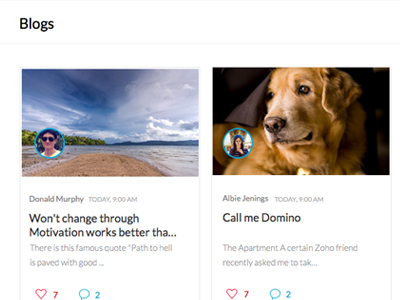 Blogs
Donald Murphy TODAY, 9:00 AM
Won't change through
Motivation works better tha...
There is this famous quote "Path to hell
is paved with good ...
7 2
Albie Jenings TODAY, 9:00 AM
Call me Domino
The Apartment A certain Zoho friend
recently asked me to tak...
7 2